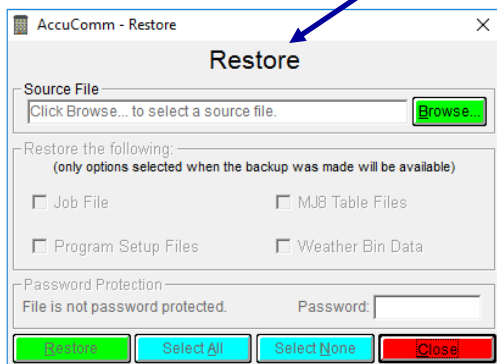 AccuComm - Restore
Restore
Source File
Click Browse... to select a source file.
Browse...
Restore the following:
(only options selected when the backup was made will be available)
Job File
MJ8 Table Files
Program Setup Files
Weather Bin Data
Password Protection
File is not password protected.
Password:
Restore
Select All
Select None
Close